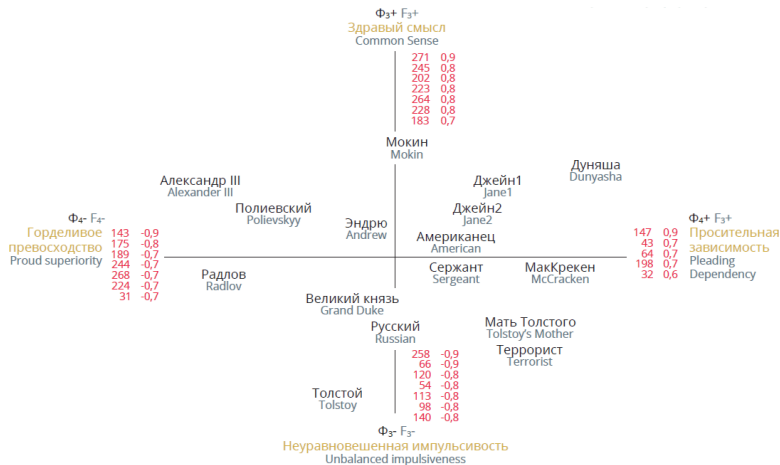 Ф₃+ F₃+
Здравый смысл
Common Sense
271 0,9
245 0,8
202 0,8
223 0,8
264 0,8
228 0,8
183 0,7
Мокин
Mokin
Дуняша
Dunyasha
Александр III
Alexander III
Джейн1
Jane1
Полиевский
Polievskyy
Джейн2
Jane2
Эндрю
Andrew
Американец
American
Ф₄- F₄-
Горделивое
превосходство
Proud superiority
143 -0,9
175 -0,8
189 -0,7
244 -0,7
268 -0,7
224 -0,7
31 -0,7
147 0,9
43 0,7
64 0,7
198 0,7
32 0,6
Ф₄+ F₃+
Просительная
зависимость
Pleading
Dependency
Радлов
Radlov
Сержант
Sergeant
МакКрекен
McCracken
Великий князь
Grand Duke
Русский
Russian
Мать Толстого
Tolstoy's Mother
Террорист
Terrorist
258 -0,9
66 -0,9
120 -0,8
54 -0,8
113 -0,8
98 -0,8
140 -0,8
Толстой
Tolstoy
Ф₃- F₃-
Неуравновешенная импульсивость
Unbalanced impulsiveness